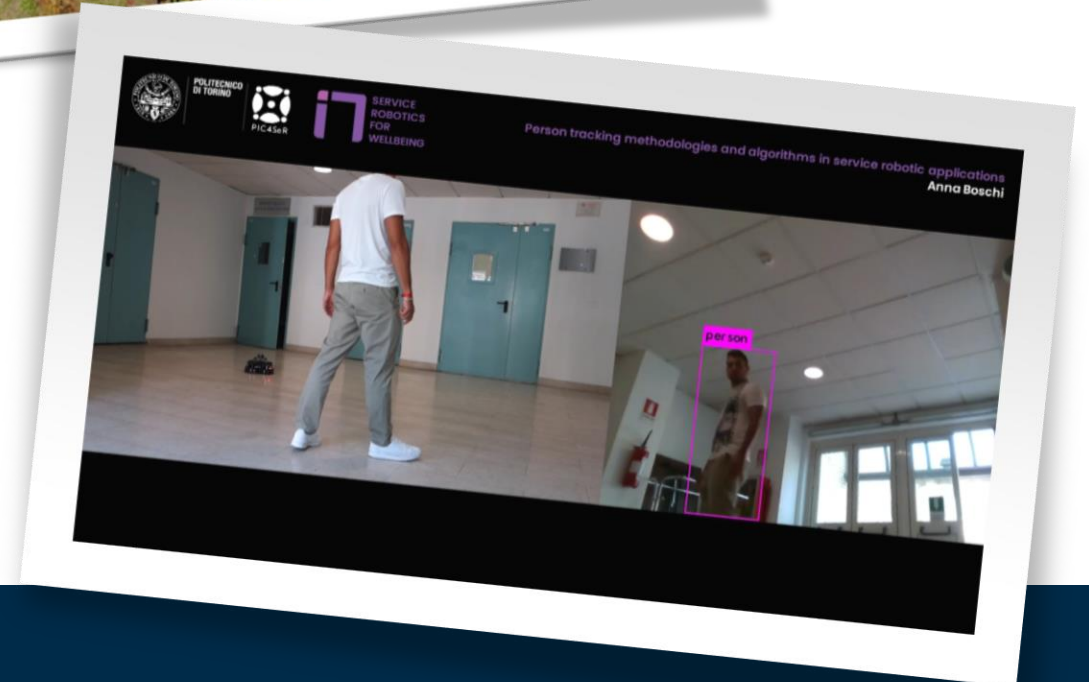 POLITECNICO
DI TORINO
PIC4SeR
SERVICE
ROBOTICS
FOR
WELLBEING
Person tracking methodologies and algorithms in service robotic applications
Anna Boschi
person